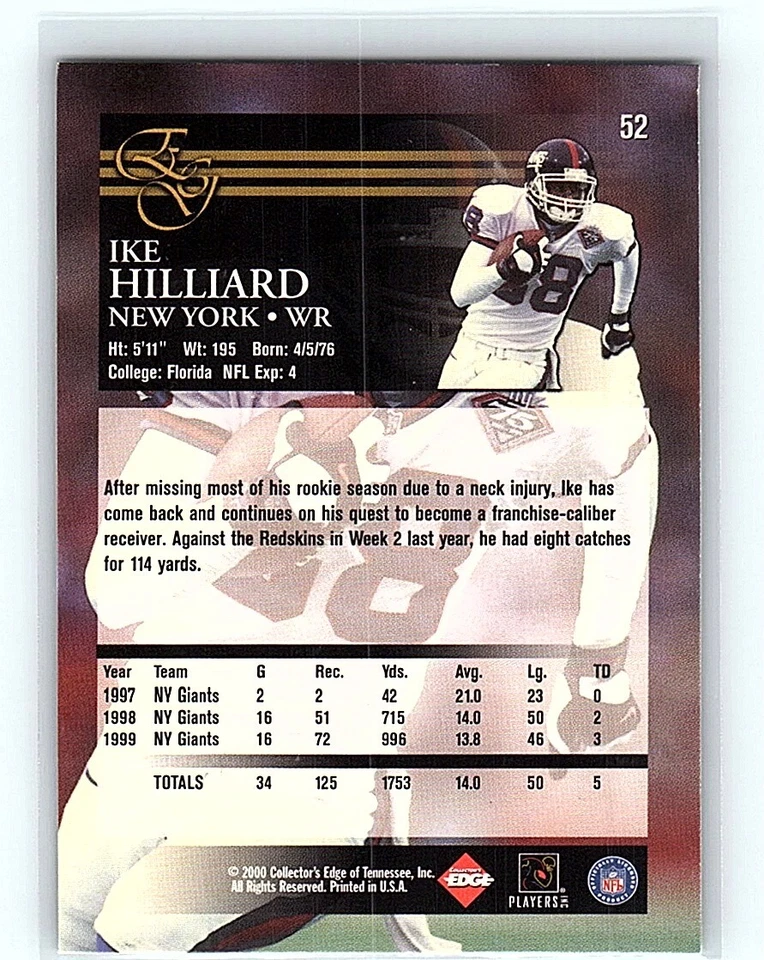 52
EG
IKE
HILLIARD
NEW YORK • WR
Ht: 5'11" Wt: 195 Born: 4/5/76
College: Florida NFL Exp: 4
88
After missing most of his rookie season due to a neck injury, Ike has
come back and continues on his quest to become a franchise-caliber
receiver. Against the Redskins in Week 2 last year, he had eight catches
for 114 yards.
Year Team G Rec. Yds. Avg. Lg. TD
1997 NY Giants 2 2 42 21.0 23 0
1998 NY Giants 16 51 715 14.0 50 2
1999 NY Giants 16 72 996 13.8 46 3
TOTALS 34 125 1753 14.0 50 5
© 2000 Collector's Edge of Tennessee, Inc.
All Rights Reserved. Printed in U.S.A.
COLLECTOR'S
EDGE
PLAYERS INC
NFL